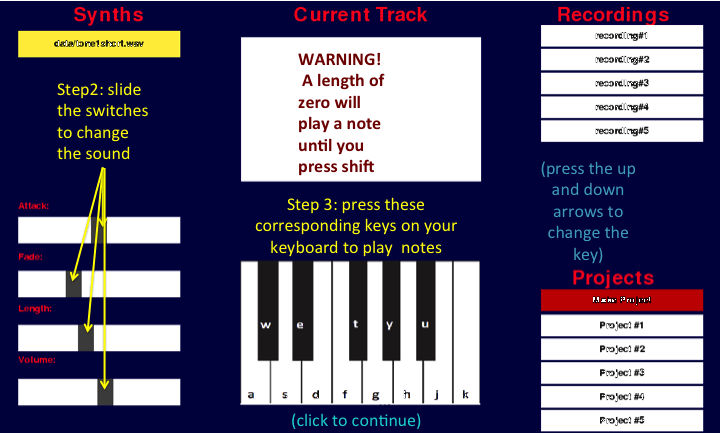 Synths
data/tone1short.wav
Step2: slide
the switches
to change
the sound
Attack:
Fade:
Length:
Volume:
Current Track
WARNING!
A length of
zero will
play a note
until you
press shift
Step 3: press these
corresponding keys on your
keyboard to play notes
w e t y u
a s d f g h j k
(click to continue)
Recordings
recording#1
recording#2
recording#3
recording#4
recording#5
(press the up
and down
arrows to
change the
key)
Projects
Project
Project #1
Project #2
Project #3
Project #4
Project #5